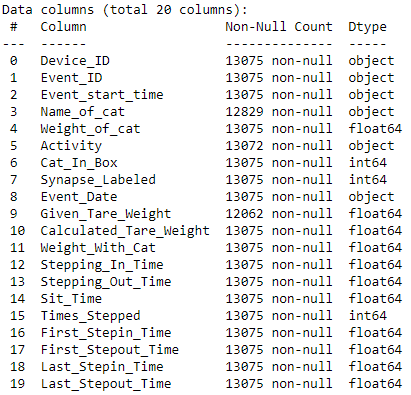 Data columns (total 20 columns):
 #   Column                  Non-Null Count  Dtype
---  ------                  --------------  -----
 0   Device_ID               13075 non-null  object
 1   Event_ID                13075 non-null  object
 2   Event_start_time        13075 non-null  object
 3   Name_of_cat             12829 non-null  object
 4   Weight_of_cat           13075 non-null  float64
 5   Activity                13072 non-null  object
 6   Cat_In_Box              13075 non-null  int64
 7   Synapse_Labeled         13075 non-null  int64
 8   Event_Date              13075 non-null  object
 9   Given_Tare_Weight       12062 non-null  float64
 10  Calculated_Tare_Weight  13075 non-null  float64
 11  Weight_With_Cat         13075 non-null  float64
 12  Stepping_In_Time        13075 non-null  float64
 13  Stepping_Out_Time       13075 non-null  float64
 14  Sit_Time                13075 non-null  float64
 15  Times_Stepped           13075 non-null  int64
 16  First_Stepin_Time       13075 non-null  float64
 17  First_Stepout_Time      13075 non-null  float64
 18  Last_Stepin_Time        13075 non-null  float64
 19  Last_Stepout_Time       13075 non-null  float64